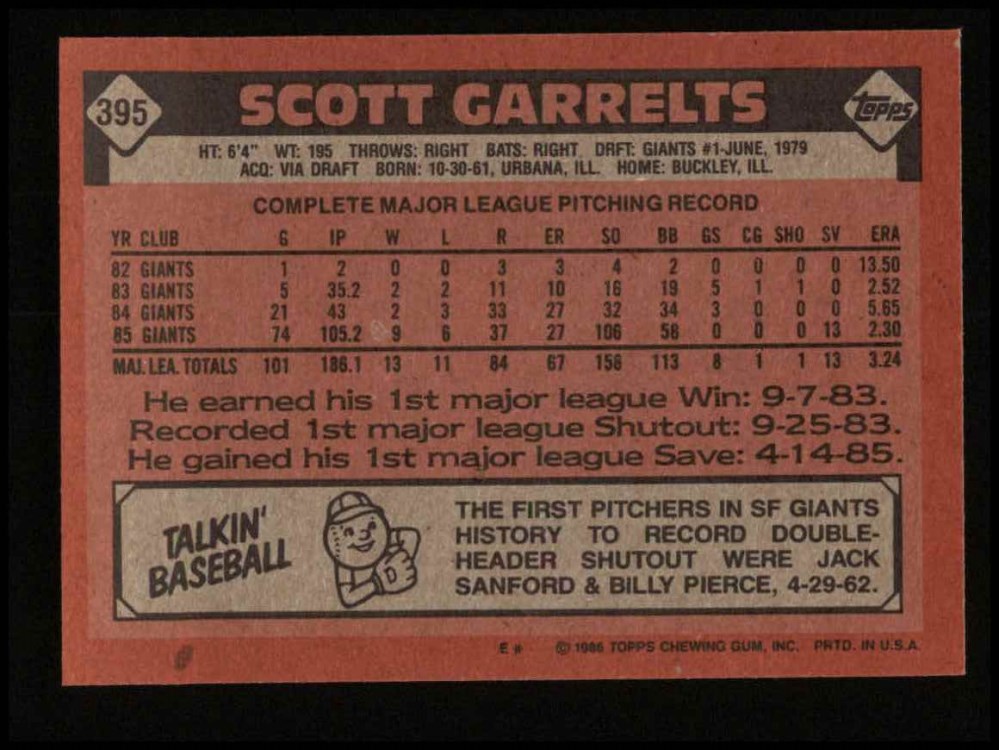 395 SCOTT GARRELTS topps
HT: 6'4" WT: 195 THROWS: RIGHT BATS: RIGHT DRFT: GIANTS #1-JUNE, 1979
ACQ: VIA DRAFT BORN: 10-30-61, URBANA, ILL. HOME: BUCKLEY, ILL.
COMPLETE MAJOR LEAGUE PITCHING RECORD
YR CLUB G IP W L R ER SO BB GS CG SHO SV ERA
82 GIANTS 1 2 0 0 3 3 4 2 0 0 0 0 13.50
83 GIANTS 5 35.2 2 2 11 10 16 19 5 1 1 0 2.52
84 GIANTS 21 43 2 3 33 27 32 34 3 0 0 0 5.65
85 GIANTS 74 105.2 9 6 37 27 106 58 0 0 0 13 2.30
MAJ. LEA. TOTALS 101 186.1 13 11 84 67 158 113 8 1 1 13 3.24
He earned his 1st major league Win: 9-7-83.
Recorded 1st major league Shutout: 9-25-83.
He gained his 1st major league Save: 4-14-85.
TALKIN'
BASEBALL
THE FIRST PITCHERS IN SF GIANTS
HISTORY TO RECORD DOUBLE-
HEADER SHUTOUT WERE JACK
SANFORD & BILLY PIERCE, 4-29-62.
E * © 1986 TOPPS CHEWING GUM, INC. PRTD. IN U.S.A.